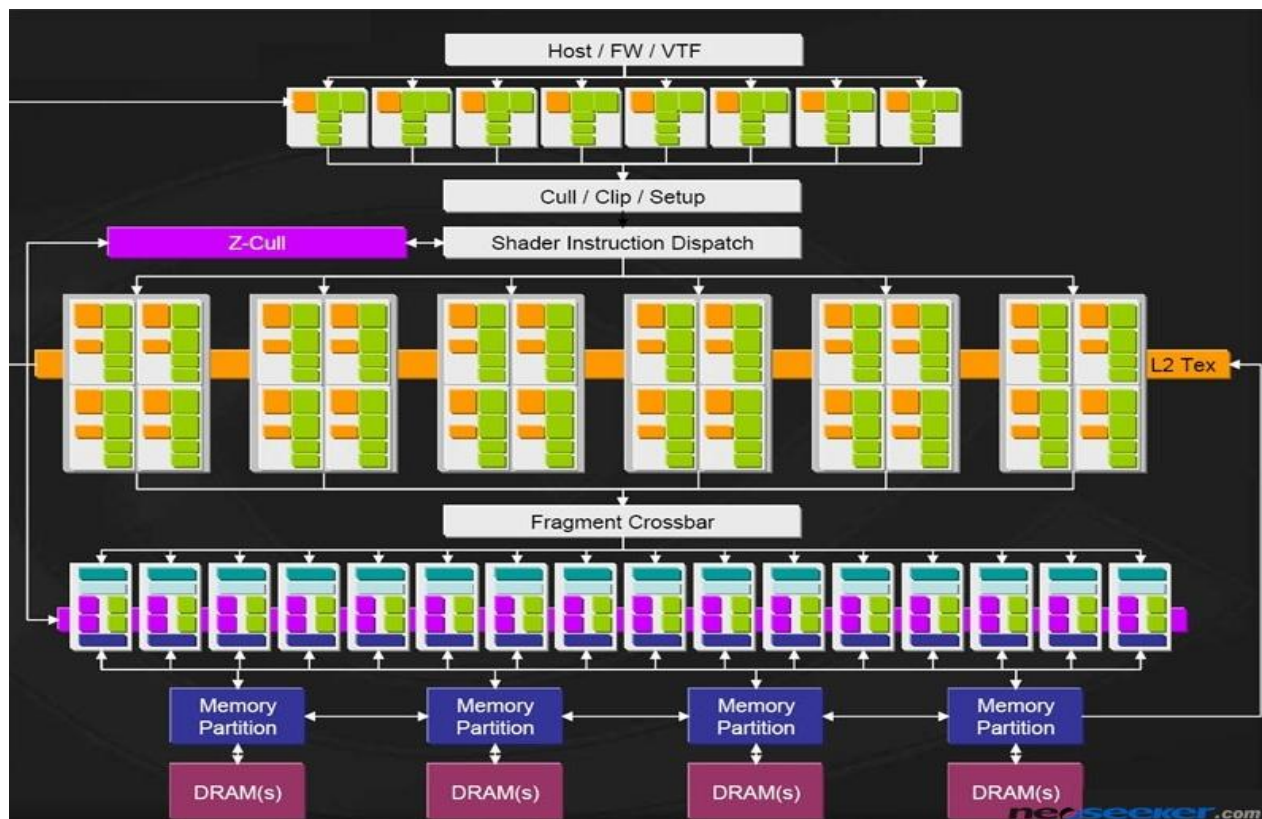 Host / FW / VTF
Cull / Clip / Setup
Z-Cull
Shader Instruction Dispatch
L2 Tex
Fragment Crossbar
Memory
Partition
Memory
Partition
Memory
Partition
Memory
Partition
DRAM(s)
DRAM(s)
DRAM(s)
DRAM(s)
neoseeker.com